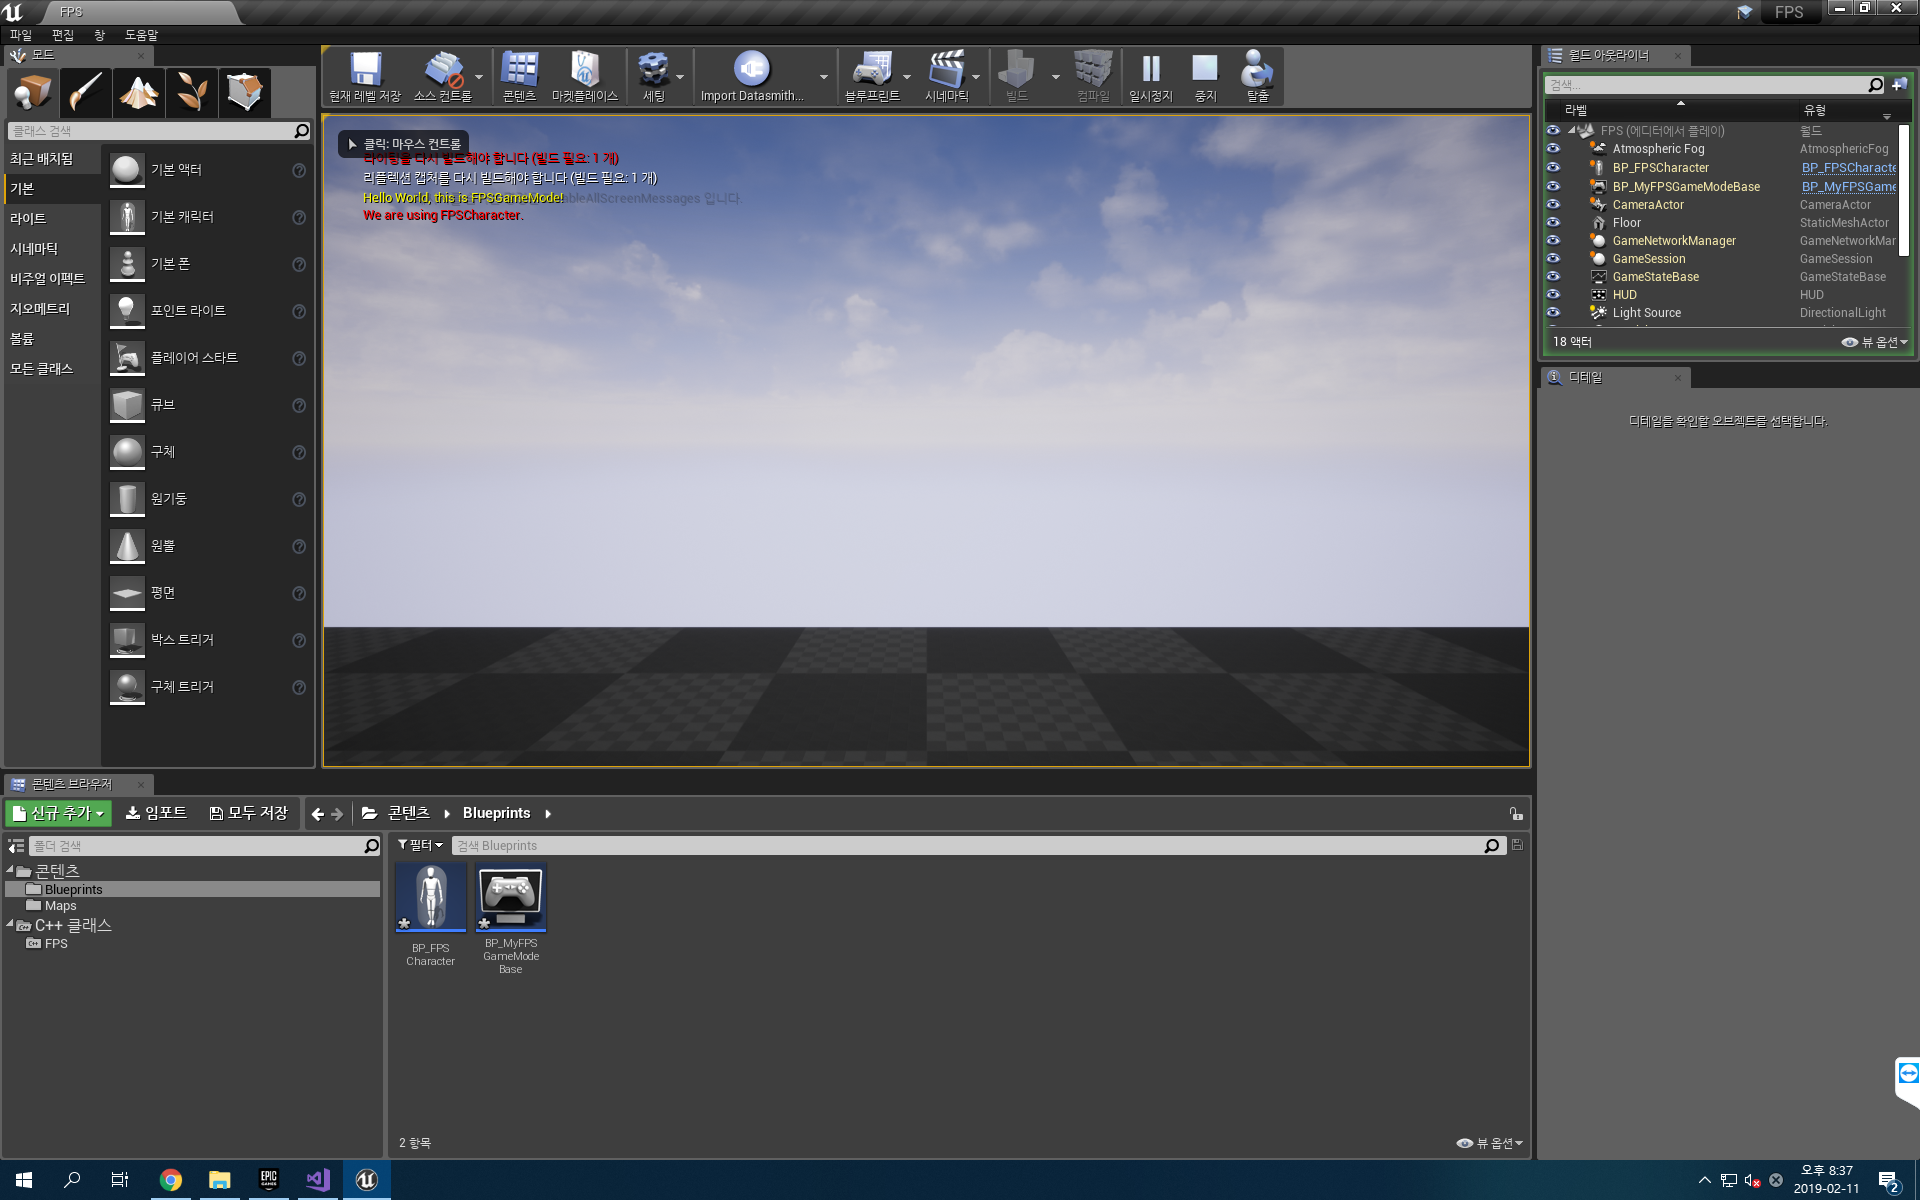 FPS
FPS
파일 편집 창 도움말
모드
클래스 검색
최근 배치됨
기본
라이트
시네마틱
비주얼 이펙트
지오메트리
볼륨
모든 클래스
기본 액터
기본 캐릭터
기본 폰
포인트 라이트
플레이어 스타트
큐브
구체
원기둥
원뿔
평면
박스 트리거
구체 트리거
현재 레벨 저장 소스 컨트롤 콘텐츠 마켓플레이스 세팅 Import Datasmith... 블루프린트 시네마틱 빌드 컴파일 일시정지 중지 탈출
클릭: 마우스 컨트롤
라이팅을 다시 빌드해야 합니다 (빌드 필요: 1 개)
리플렉션 캡처를 다시 빌드해야 합니다 (빌드 필요: 1 개)
Hello World, this is FPSGameMode! bleAllScreenMessages 입니다.
We are using FPSCharacter.
월드 아웃라이너
검색...
라벨 유형
FPS (에디터에서 플레이) 월드
Atmospheric Fog AtmosphericFog
BP_FPSCharacter BP_FPSCharacte
BP_MyFPSGameModeBase BP_MyFPSGame
CameraActor CameraActor
Floor StaticMeshActor
GameNetworkManager GameNetworkMar
GameSession GameSession
GameStateBase GameStateBase
HUD HUD
Light Source DirectionalLight
18 액터 뷰 옵션
디테일
디테일을 확인할 오브젝트를 선택합니다.
콘텐츠 브라우저
신규 추가 임포트 모두 저장 콘텐츠 Blueprints
폴더 검색
필터 검색 Blueprints
콘텐츠
Blueprints
Maps
C++ 클래스
FPS
BP_FPS
Character
BP_MyFPS
GameMode
Base
2 항목 뷰 옵션
EPIC
GAMES
오후 8:37
2019-02-11
2